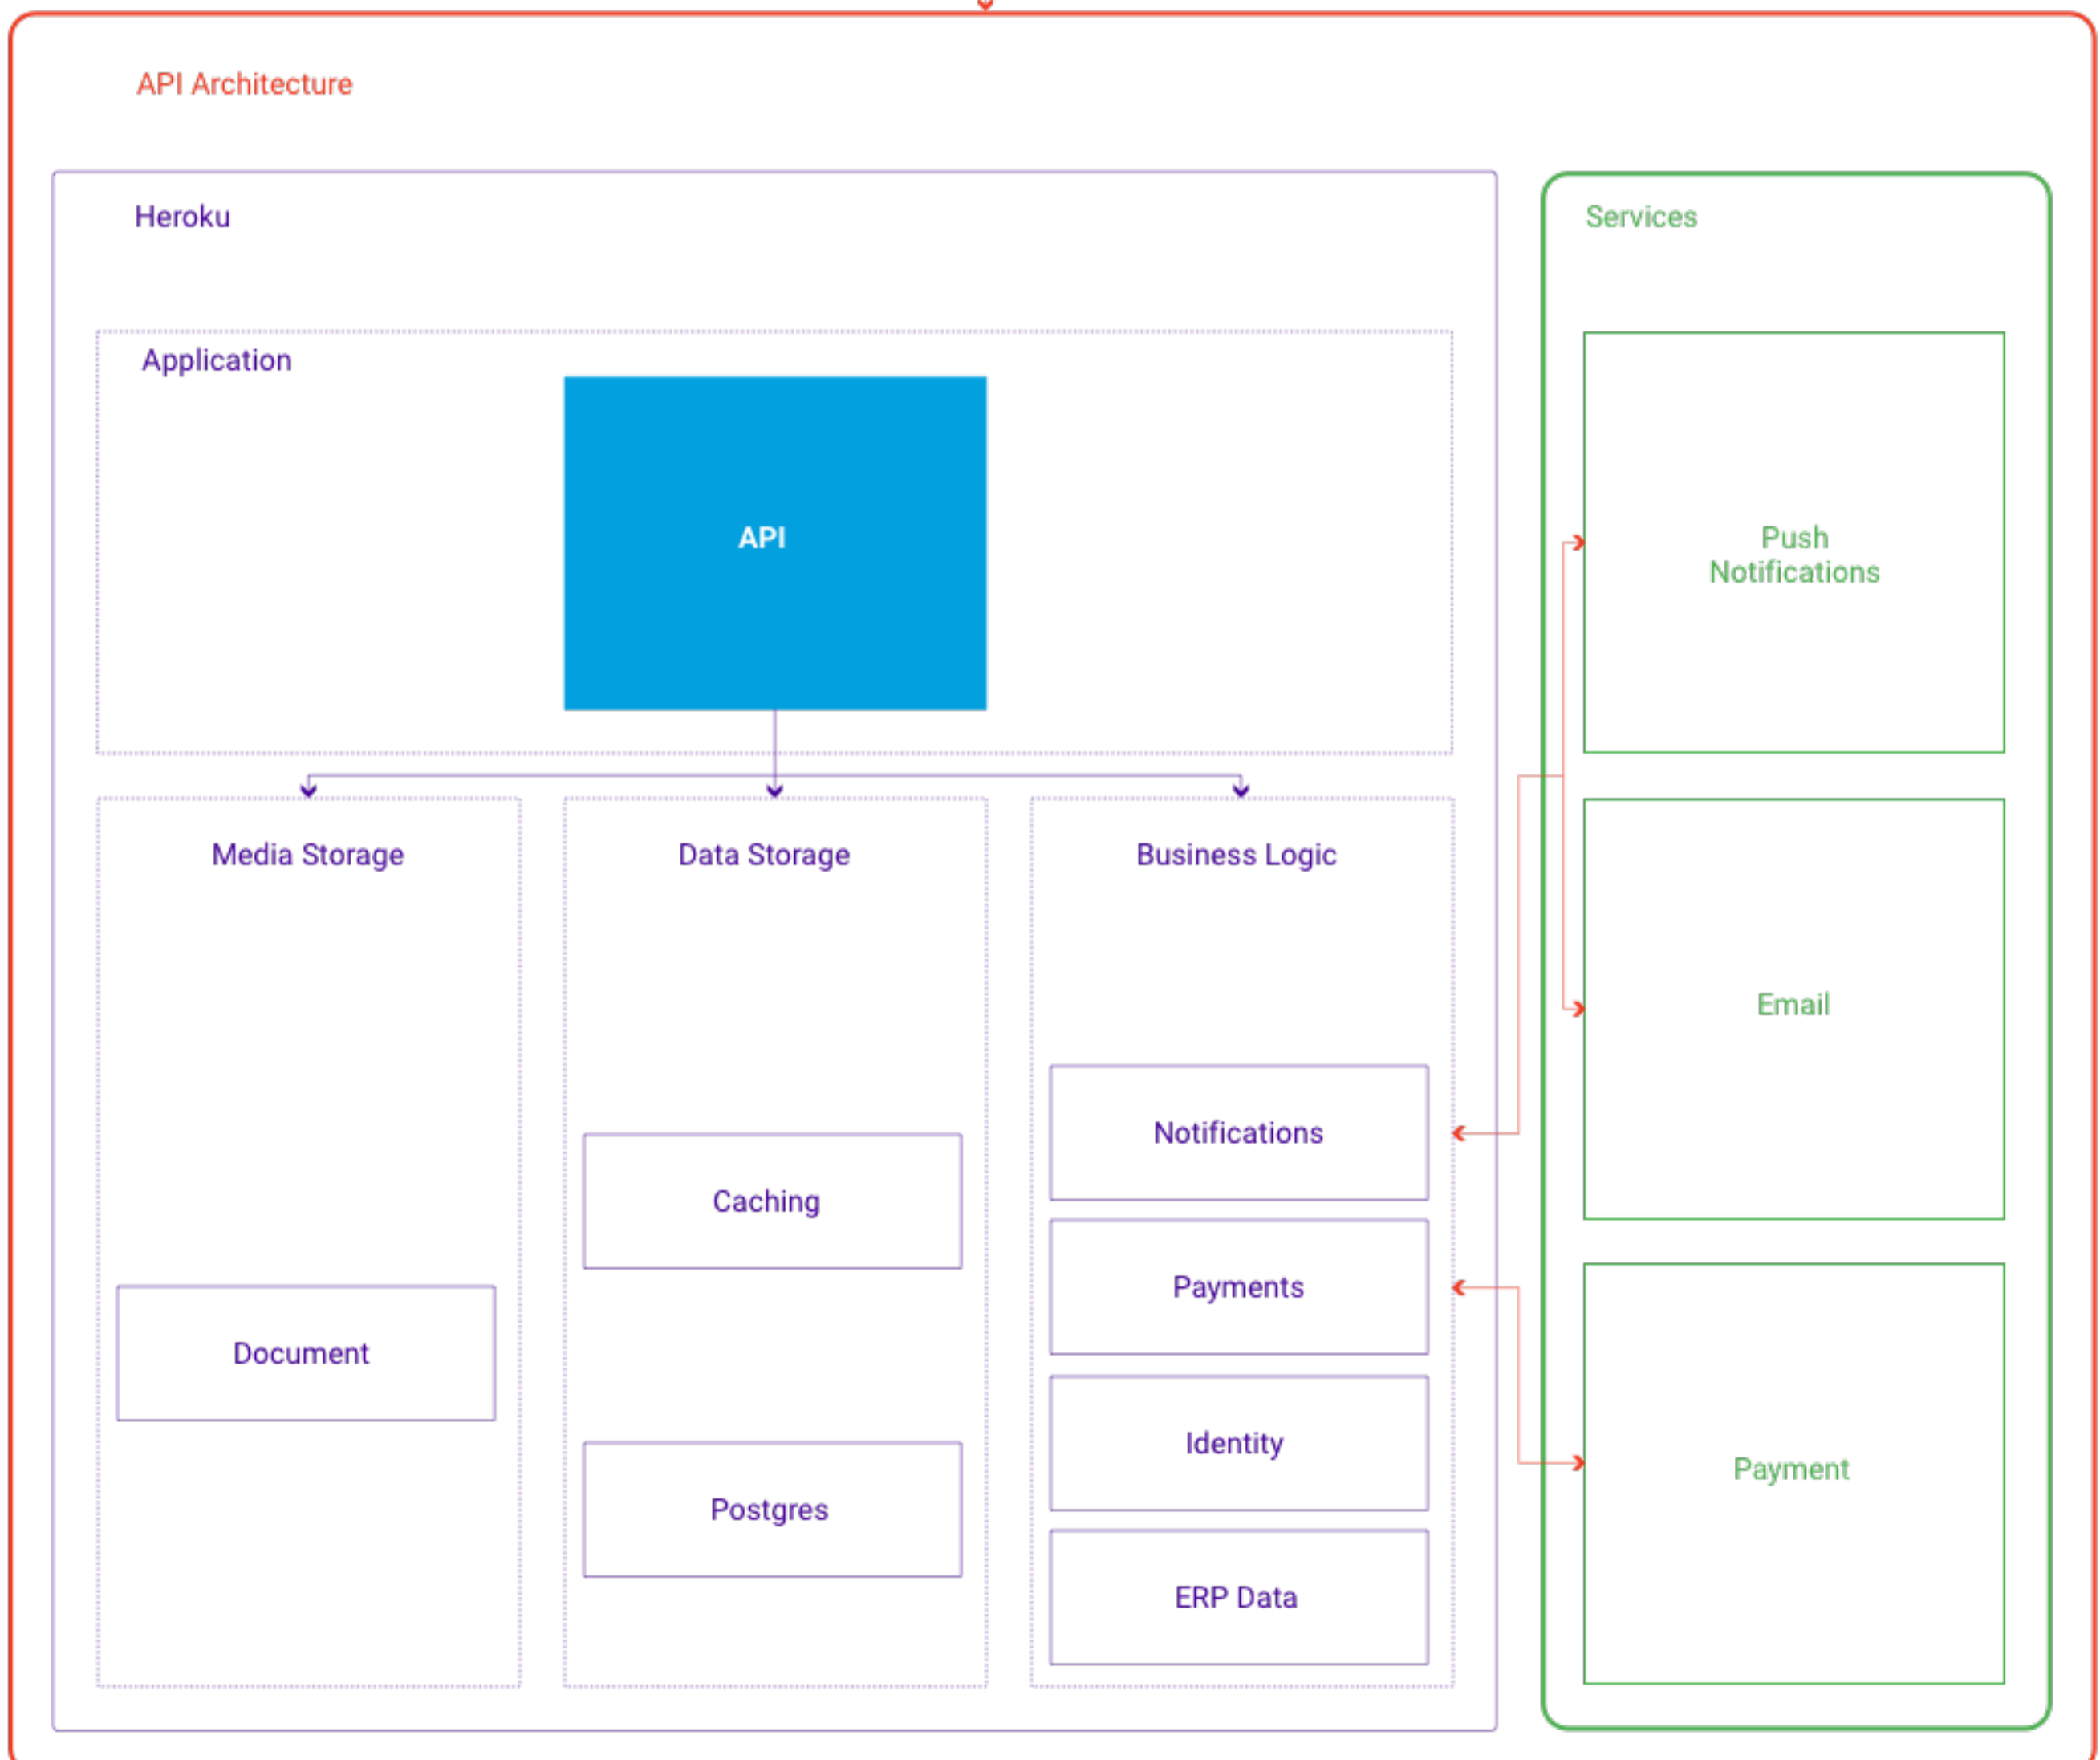 API Architecture
Heroku
Services
Application
API
Push
Notifications
Media Storage
Data Storage
Business Logic
Email
Notifications
Caching
Payments
Document
Identity
Payment
Postgres
ERP Data